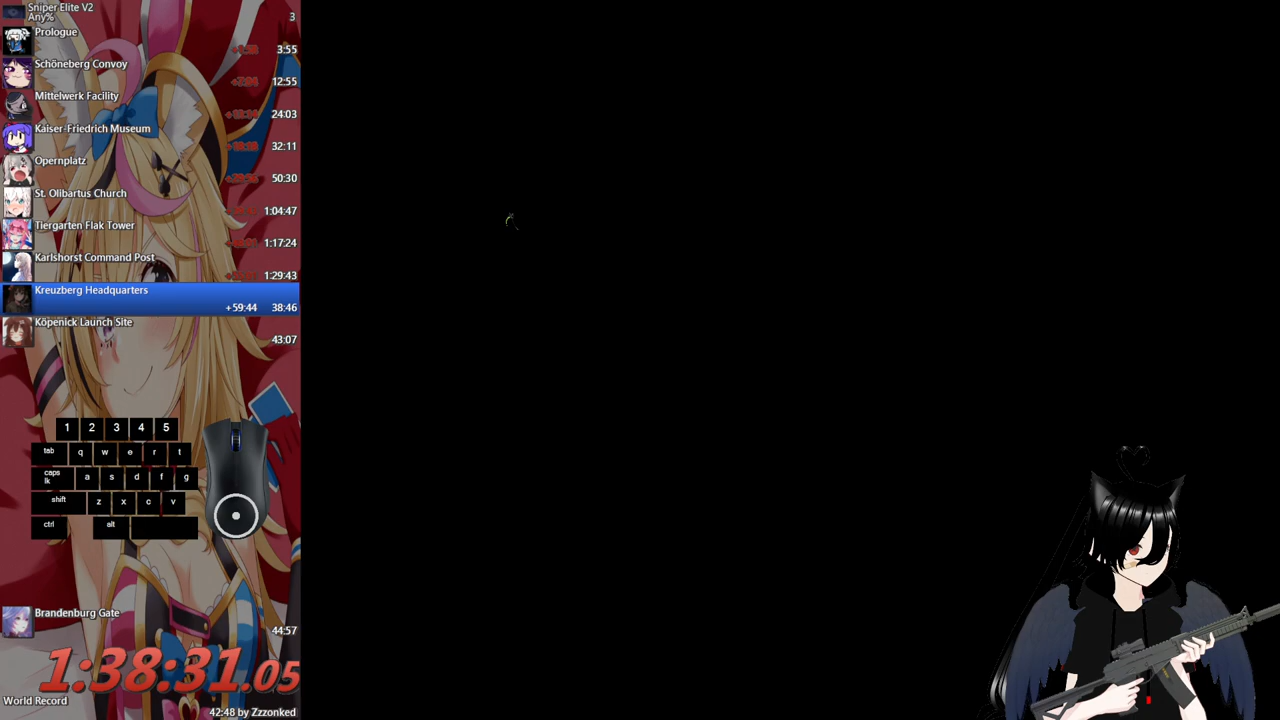 Sniper Elite V2
Any%
3
Prologue
3:55
Schöneberg Convoy
12:55
Mittelwerk Facility
24:03
Kaiser-Friedrich Museum
32:11
Opernplatz
50:30
St. Olibartus Church
1:04:47
Tiergarten Flak Tower
1:17:24
Karlshorst Command Post
1:29:43
Kreuzberg Headquarters
+59:44 38:46
Köpenick Launch Site
43:07
1 2 3 4 5
tab q w e r t
caps lk a s d f g
shift z x c v
ctrl alt
Brandenburg Gate
44:57
1:38:31.05
World Record
42:48 by Zzzonked